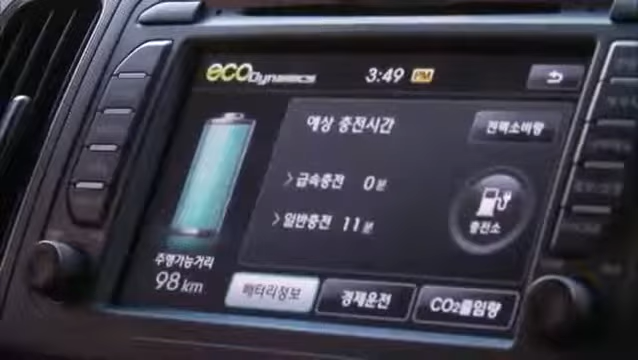 eco Dynamics
3:49 PM
예상 충전시간
전력소비량
급속충전 0분
일반충전 11분
충전소
주행가능거리
98 km
배터리정보
경제운전
CO2줄임량